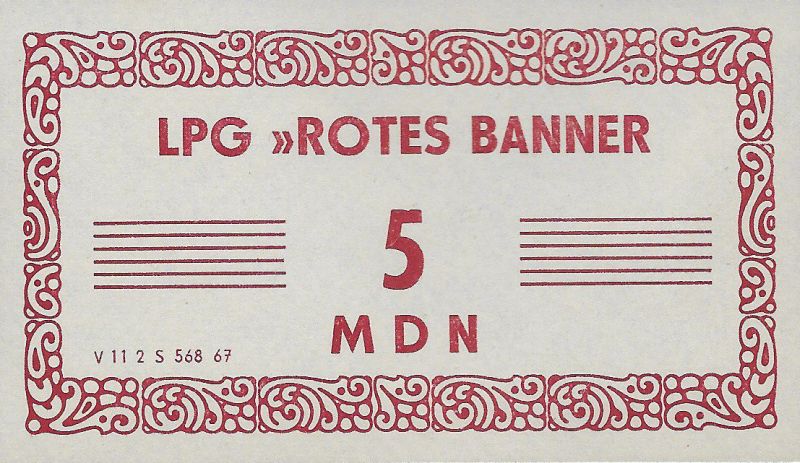 LPG »ROTES BANNER
5
MDN
V 11 2 S 568 67